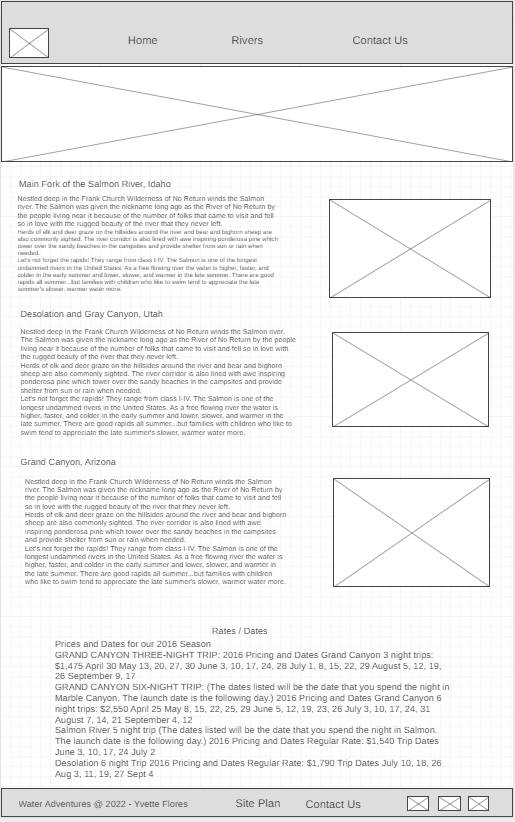 Home Rivers Contact Us
Main Fork of the Salmon River, Idaho
Nestled deep in the Frank Church Wilderness of No Return winds the Salmon
river. The Salmon was given the nickname long ago as the River of No Return by
the people living near it because of the number of folks that came to visit and fell
so in love with the rugged beauty of the river that they never left.
Herds of elk and deer graze on the hillsides around the river and bear and bighorn sheep are
also commonly sighted. The river corridor is also lined with awe inspiring ponerosa pine which
tower over the sandy beaches in the campsites and provide shelter from sun or rain when
needed.
Let's not forget the rapids! They range from class I-IV. The Salmon is one of the longest
undammed rivers in the United States. As a free flowing river the water is higher, faster, and
colder in the early summer and lower, slower, and warmer in the late summer. There are good
rapids all summer...but families with children who like to swim tend to appreciate the late
summer's slower, warmer water more.
Desolation and Gray Canyon, Utah
Nestled deep in the Frank Church Wilderness of No Return winds the Salmon river.
The Salmon was given the nickname long ago as the River of No Return by the people
living near it because of the number of folks that came to visit and fell so in love with
the rugged beauty of the river that they never left.
Herds of elk and deer graze on the hillsides around the river and bear and bighorn
sheep are also commonly sighted. The river corridor is also lined with awe inspiring
ponerosa pine which tower over the sandy beaches in the campsites and provide
shelter from sun or rain when needed.
Let's not forget the rapids! They range from class I-IV. The Salmon is one of the
longest undammed rivers in the United States. As a free flowing river the water is
higher, faster, and colder in the early summer and lower, slower, and warmer in the
late summer. There are good rapids all summer...but families with children who like to
swim tend to appreciate the late summer's slower, warmer water more.
Grand Canyon, Arizona
Nestled deep in the Frank Church Wilderness of No Return winds the Salmon
river. The Salmon was given the nickname long ago as the River of No Return by
the people living near it because of the number of folks that came to visit and fell
so in love with the rugged beauty of the river that they never left.
Herds of elk and deer graze on the hillsides around the river and bear and bighorn
sheep are also commonly sighted. The river corridor is also lined with awe
inspiring ponderosa pine which tower over the sandy beaches in the campsites
and provide shelter from sun or rain when needed.
Let's not forget the rapids! They range from class I-IV. The Salmon is one of the
longest undammed rivers in the United States. As a free flowing river the water is
higher, faster, and colder in the early summer and lower, slower, and warmer in
the late summer. There are good rapids all summer...but families with children
who like to swim tend to appreciate the late summer's slower, warmer water more.
Rates / Dates
Prices and Dates for our 2016 Season
GRAND CANYON THREE-NIGHT TRIP: 2016 Pricing and Dates Grand Canyon 3 night trips:
$1,475 April 30 May 13, 20, 27, 30 June 3, 10, 17, 24, 28 July 1, 8, 15, 22, 29 August 5, 12, 19,
26 September 9, 17
GRAND CANYON SIX-NIGHT TRIP: (The dates listed will be the date that you spend the night in
Marble Canyon. The launch date is the following day.) 2016 Pricing and Dates Grand Canyon 6
night trips: $2,550 April 25 May 8, 15, 22, 25, 29 June 5, 12, 19, 23, 26 July 3, 10, 17, 24, 31
August 7, 14, 21 September 4, 12
Salmon River 5 night trip (The dates listed will be the date that you spend the night in Salmon.
The launch date is the following day.) 2016 Pricing and Dates Regular Rate: $1,540 Trip Dates
June 3, 10, 17, 24 July 2
Desolation 6 night Trip 2016 Pricing and Dates Regular Rate: $1,790 Trip Dates July 10, 18, 26
Aug 3, 11, 19, 27 Sept 4
Water Adventures @ 2022 - Yvette Flores Site Plan Contact Us